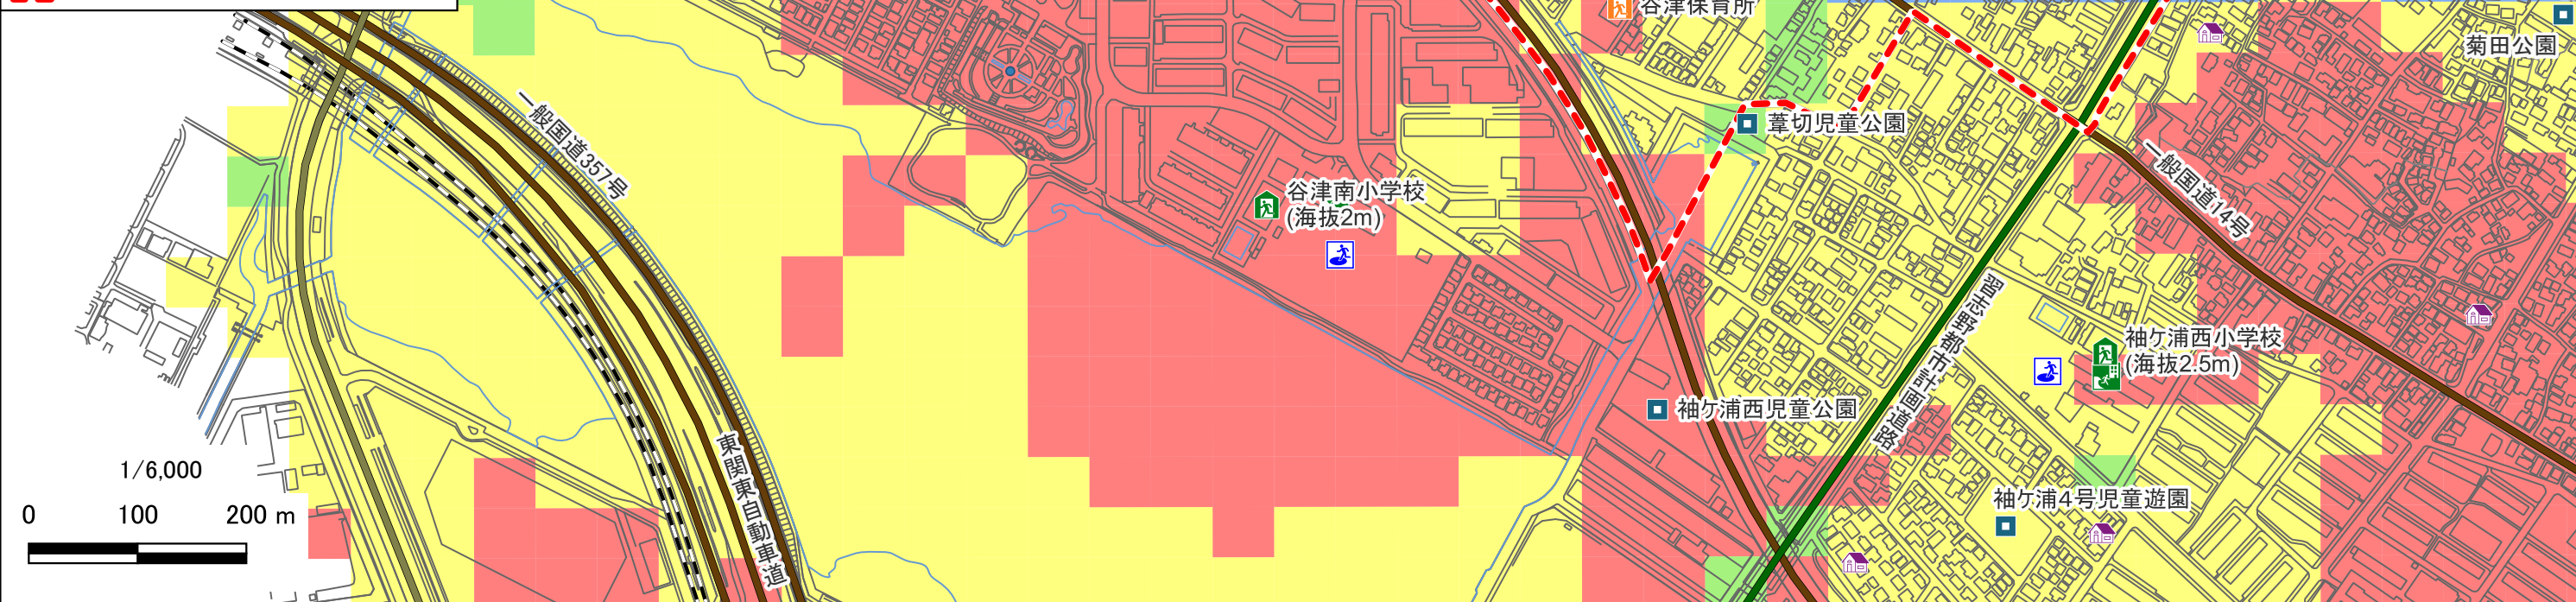 谷津保育所
菊田公園
一般国道357号
葦切児童公園
一般国道14号
谷津南小学校
(海抜2m)
習志野都市計画道路
袖ケ浦西小学校
(海抜2.5m)
袖ケ浦西児童公園
東関東自動車道
1/6,000
0 100 200 m
袖ケ浦4号児童遊園